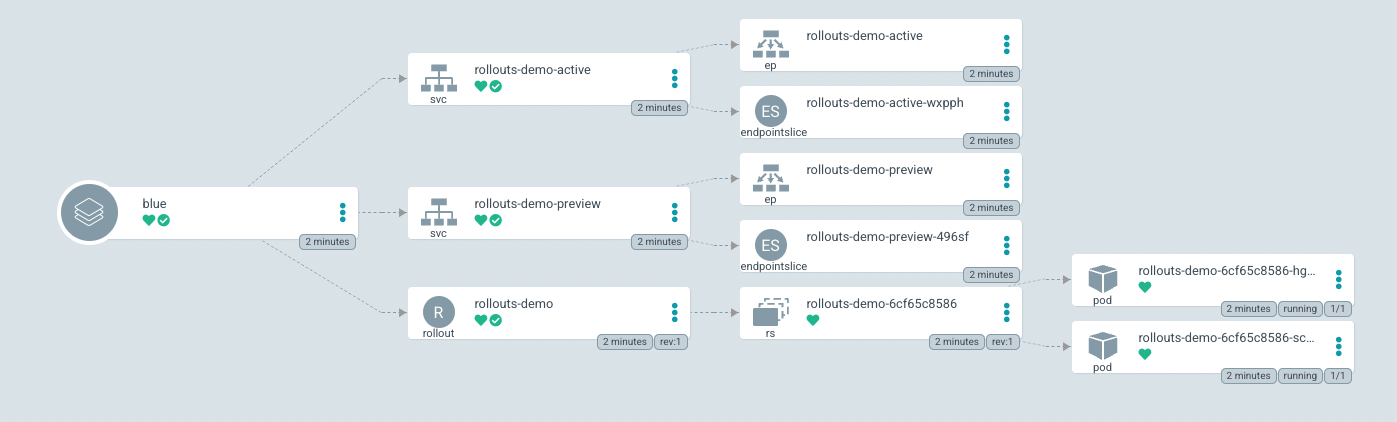 blue
2 minutes
rollouts-demo-active
svc
2 minutes
rollouts-demo-preview
svc
2 minutes
R
rollouts-demo
rollout
2 minutes rev:1
rollouts-demo-active
ep
2 minutes
ES
rollouts-demo-active-wxpph
endpointslice
2 minutes
rollouts-demo-preview
ep
2 minutes
ES
rollouts-demo-preview-496sf
endpointslice
2 minutes
rollouts-demo-6cf65c8586
rs
2 minutes rev:1
rollouts-demo-6cf65c8586-hg...
pod
2 minutes running 1/1
rollouts-demo-6cf65c8586-sc...
pod
2 minutes running 1/1